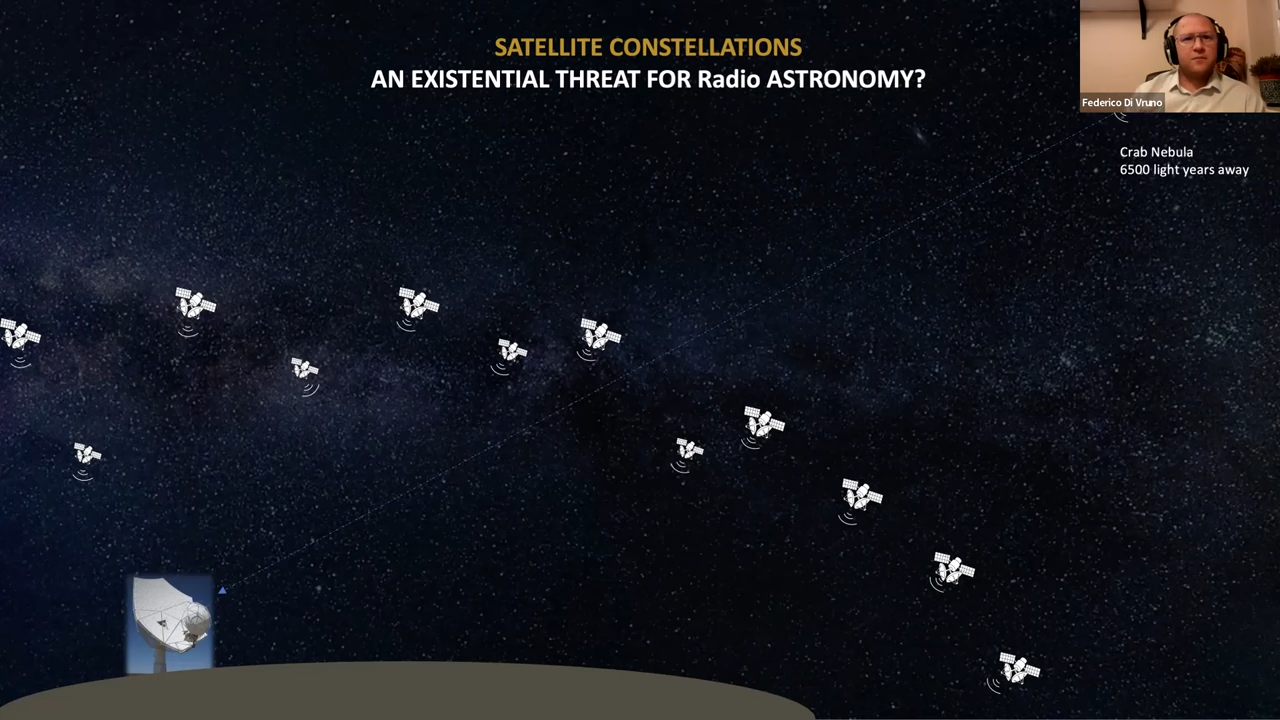 SATELLITE CONSTELLATIONS
AN EXISTENTIAL THREAT FOR Radio ASTRONOMY?
Federico Di Vruno
Crab Nebula
6500 light years away